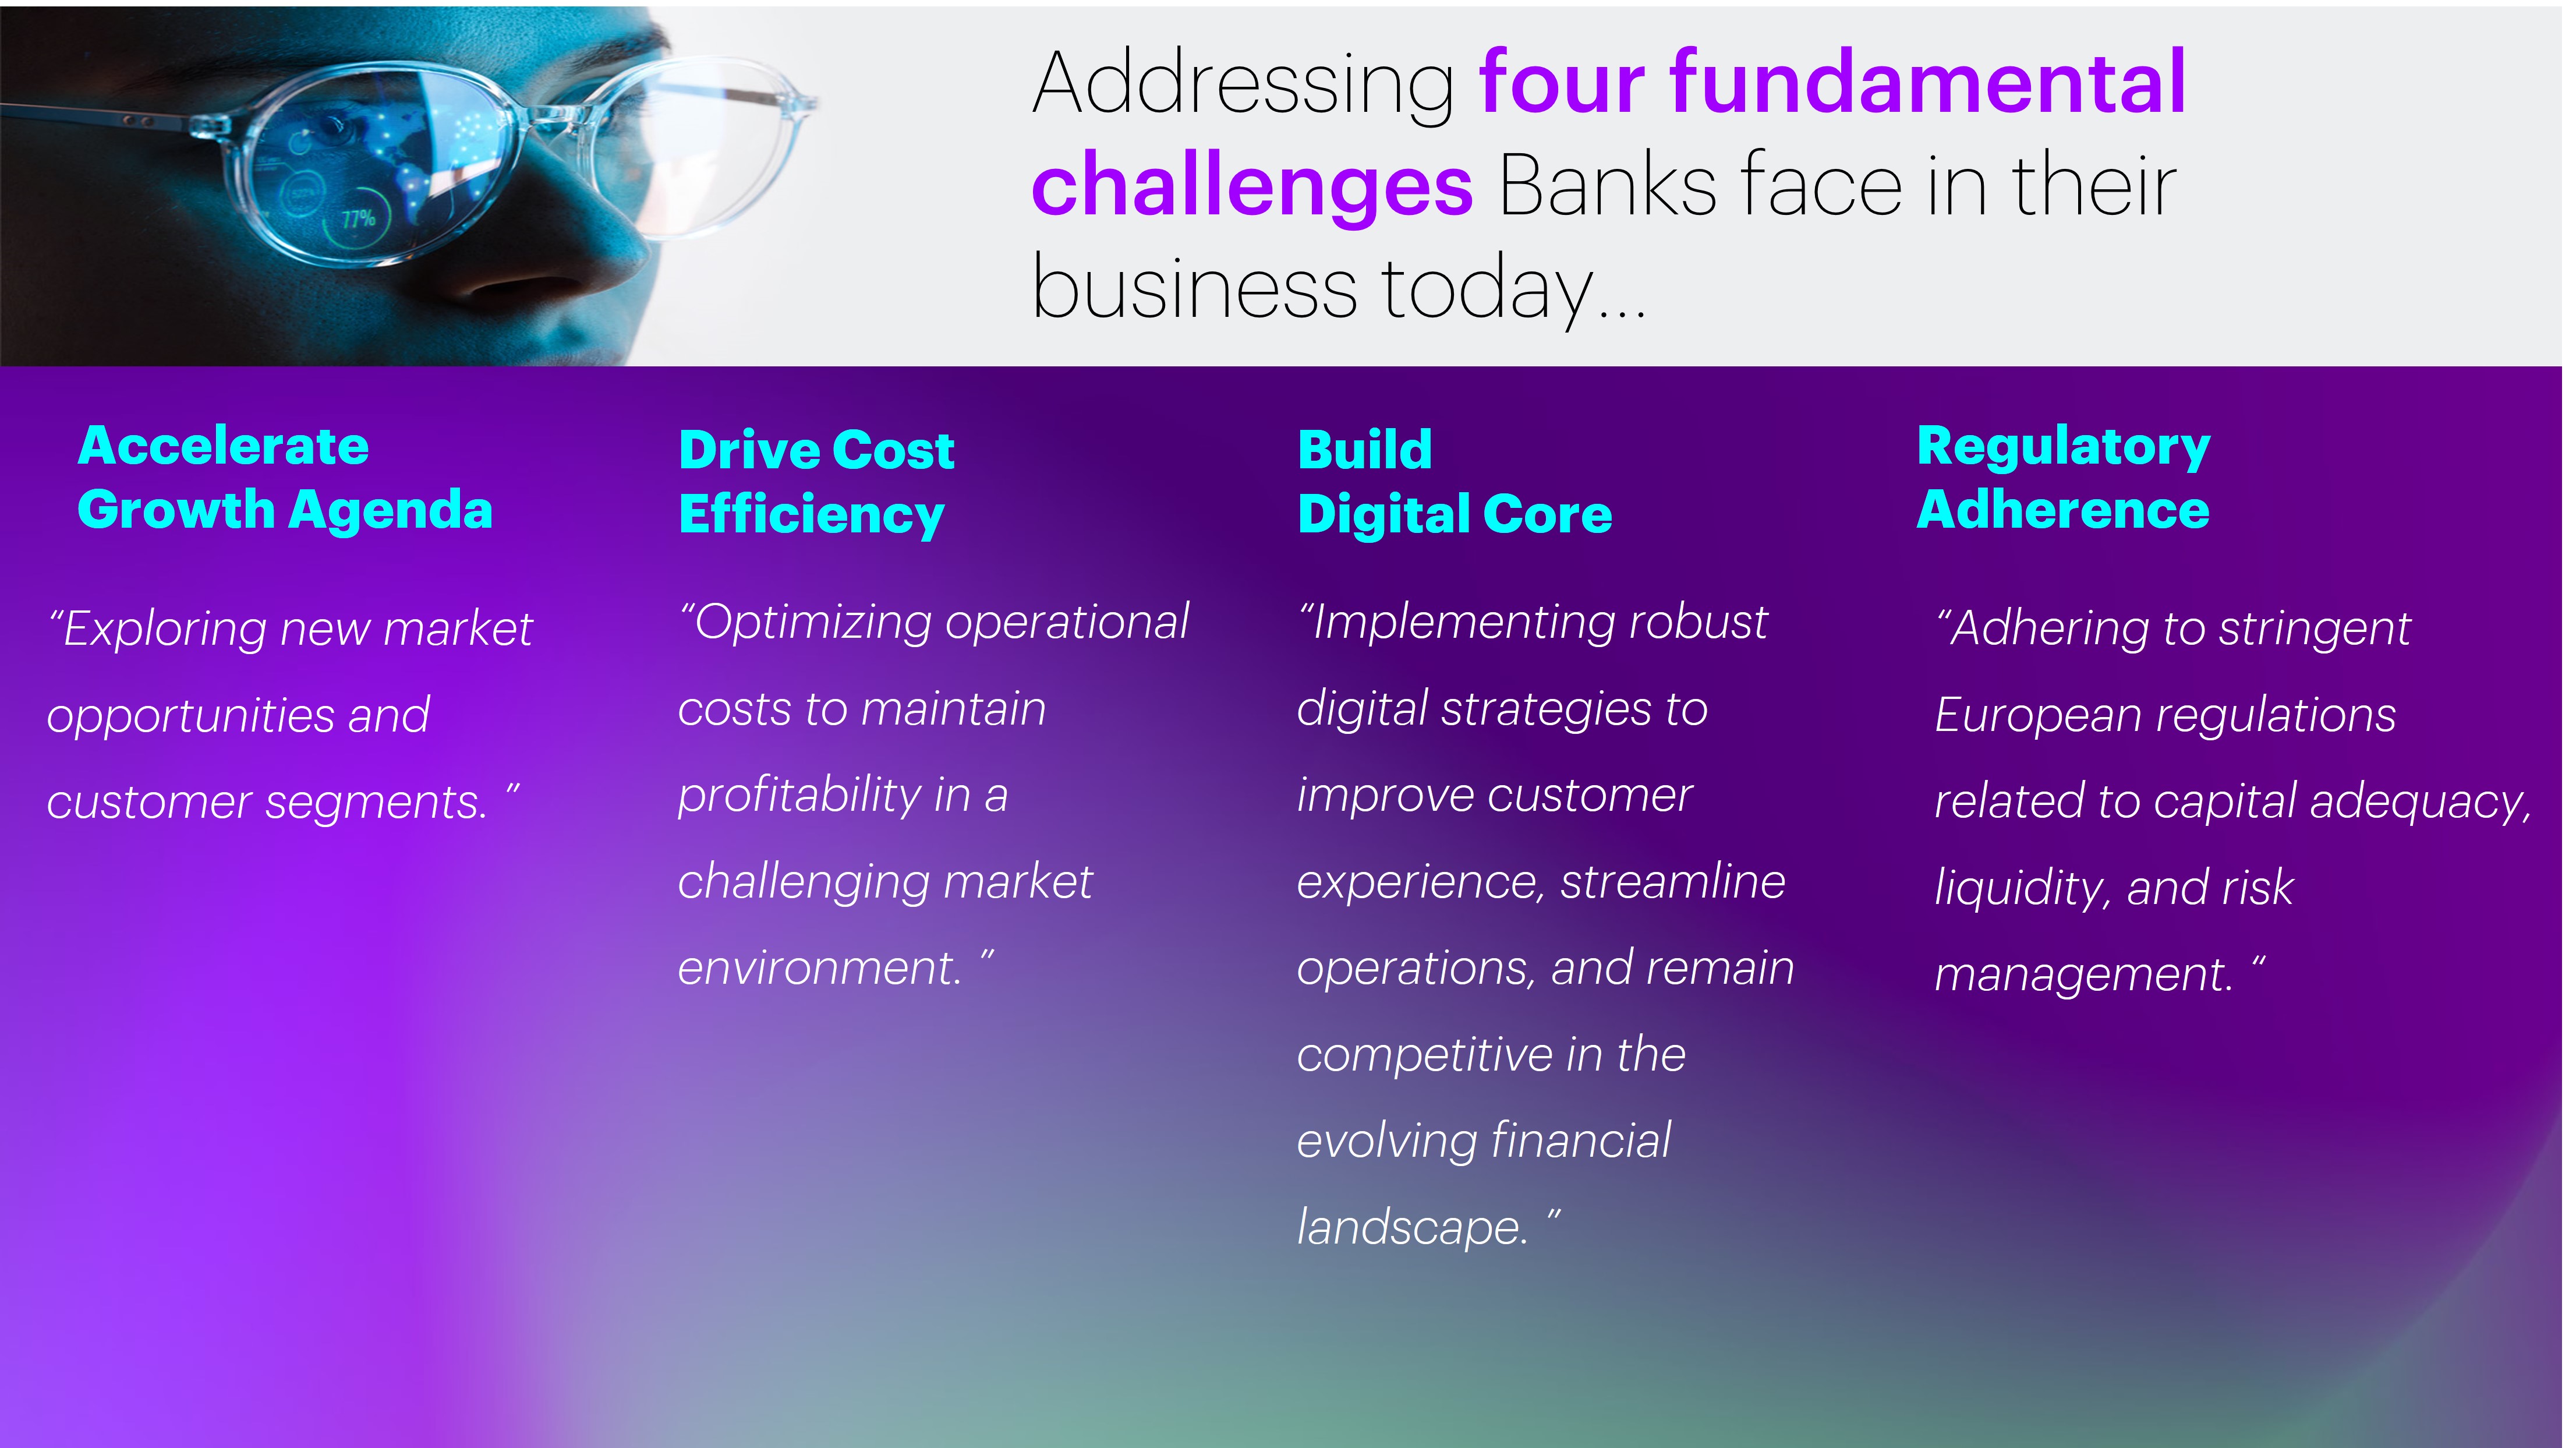 Addressing four fundamental
challenges Banks face in their
business today...
77%
Accelerate
Growth Agenda
“Exploring new market
opportunities and
customer segments. ”
Drive Cost
Efficiency
“Optimizing operational
costs to maintain
profitability in a
challenging market
environment. ”
Build
Digital Core
“Implementing robust
digital strategies to
improve customer
experience, streamline
operations, and remain
competitive in the
evolving financial
landscape. ”
Regulatory
Adherence
“Adhering to stringent
European regulations
related to capital adequacy,
liquidity, and risk
management. “